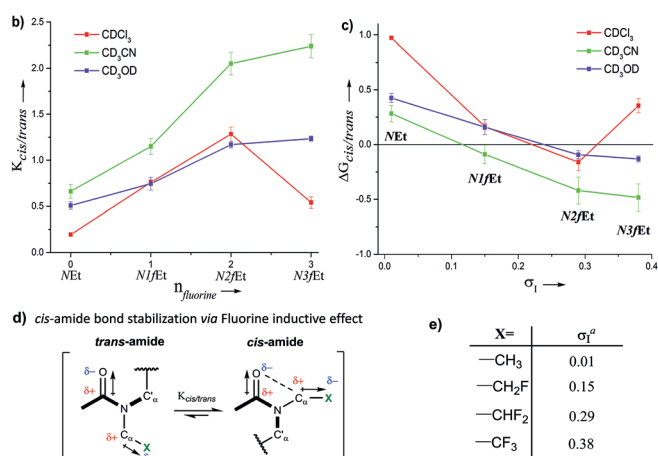 b)
CDCl3
CD3CN
CD3OD
Kcis/trans
2.5
2.0
1.5
1.0
0.5
0.0
0 1 2 3
NEt N1fEt N2fEt N3fEt
nfluorine
c)
CDCl3
CD3CN
CD3OD
ΔGcis/trans
1.0
0.5
0.0
-0.5
-1.0
NEt
N1fEt
N2fEt
N3fEt
0.0 0.1 0.2 0.3 0.4
σI
d) cis-amide bond stabilization via Fluorine inductive effect
trans-amide cis-amide
δ− O
δ+
N C'α
δ+ Cα
X
Kcis/trans
O δ−
δ+ δ+ δ−
N Cα X
C'α
e)
X= σIa
—CH3 0.01
—CH2F 0.15
—CHF2 0.29
—CF3 0.38